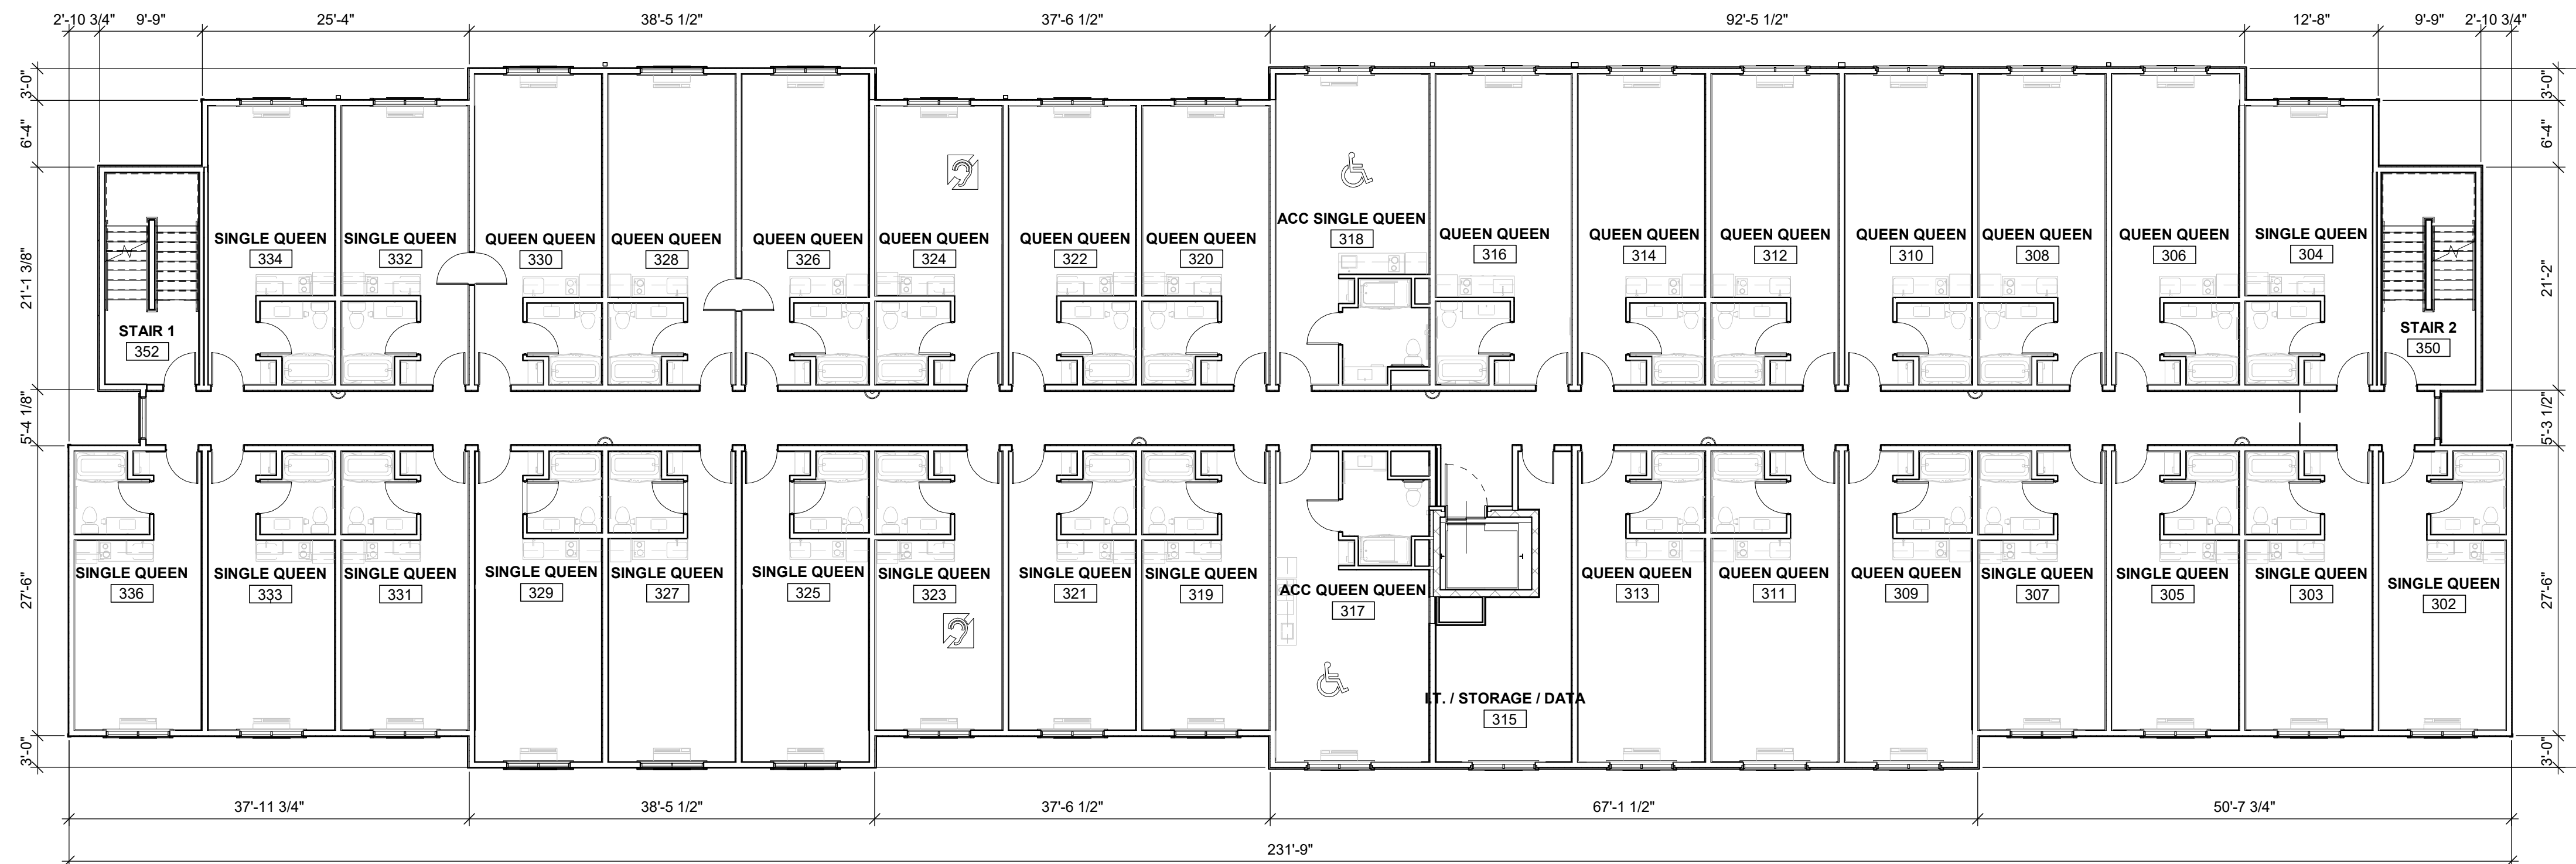 2'-10 3/4" 9'-9" 25'-4" 38'-5 1/2" 37'-6 1/2" 92'-5 1/2" 12'-8" 9'-9" 2'-10 3/4"
3'-0"
6'-4"
21'-1 3/8"
5'-4 1/8"
27'-6"
3'-0"
3'-0"
6'-4"
21'-2"
5'-3 1/2"
27'-6"
3'-0"
STAIR 1
352
SINGLE QUEEN
334
SINGLE QUEEN
332
QUEEN QUEEN
330
QUEEN QUEEN
328
QUEEN QUEEN
326
QUEEN QUEEN
324
QUEEN QUEEN
322
QUEEN QUEEN
320
ACC SINGLE QUEEN
318
QUEEN QUEEN
316
QUEEN QUEEN
314
QUEEN QUEEN
312
QUEEN QUEEN
310
QUEEN QUEEN
308
QUEEN QUEEN
306
SINGLE QUEEN
304
STAIR 2
350
SINGLE QUEEN
336
SINGLE QUEEN
333
SINGLE QUEEN
331
SINGLE QUEEN
329
SINGLE QUEEN
327
SINGLE QUEEN
325
SINGLE QUEEN
323
SINGLE QUEEN
321
SINGLE QUEEN
319
ACC QUEEN QUEEN
317
I.T. / STORAGE / DATA
315
QUEEN QUEEN
313
QUEEN QUEEN
311
QUEEN QUEEN
309
SINGLE QUEEN
307
SINGLE QUEEN
305
SINGLE QUEEN
303
SINGLE QUEEN
302
37'-11 3/4" 38'-5 1/2" 37'-6 1/2" 67'-1 1/2" 50'-7 3/4"
231'-9"